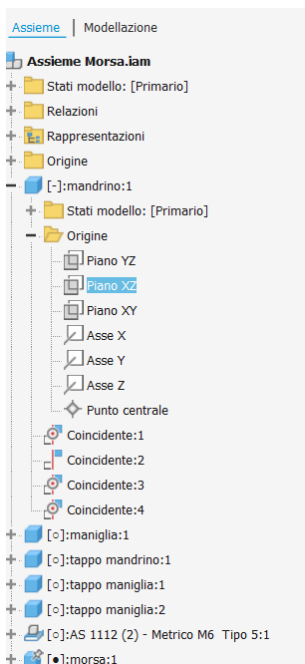 Assieme | Modellazione
Assieme Morsa.iam
Stati modello: [Primario]
Relazioni
Rappresentazioni
Origine
[-]:mandrino:1
Stati modello: [Primario]
Origine
Piano YZ
Piano XZ
Piano XY
Asse X
Asse Y
Asse Z
Punto centrale
Coincidente:1
Coincidente:2
Coincidente:3
Coincidente:4
[○]:maniglia:1
[○]:tappo mandrino:1
[○]:tappo maniglia:1
[○]:tappo maniglia:2
[○]:AS 1112 (2) - Metrico M6 Tipo 5:1
[●]:morsa:1